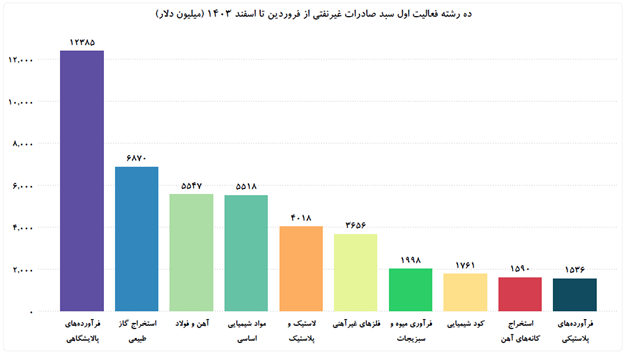 ده رشته فعالیت اول سبد صادرات غیرنفتی از فروردین تا اسفند ۱۴۰۳ (میلیون دلار)
۱۲,۰۰۰
۱۰,۰۰۰
۸,۰۰۰
۶,۰۰۰
۴,۰۰۰
۲,۰۰۰
۰
۱۲۳۸۵
۶۸۷۰
۵۵۴۷
۵۵۱۸
۴۰۱۸
۳۶۵۶
۱۹۹۸
۱۷۶۱
۱۵۹۰
۱۵۳۶
فرآورده‌های
پالایشگاهی
استخراج گاز
طبیعی
آهن و فولاد
مواد شیمیایی
اساسی
لاستیک و
پلاستیک
فلزهای غیرآهنی
فرآوری میوه و
سبزیجات
کود شیمیایی
استخراج
کانه‌های آهن
فرآورده‌های
پلاستیکی